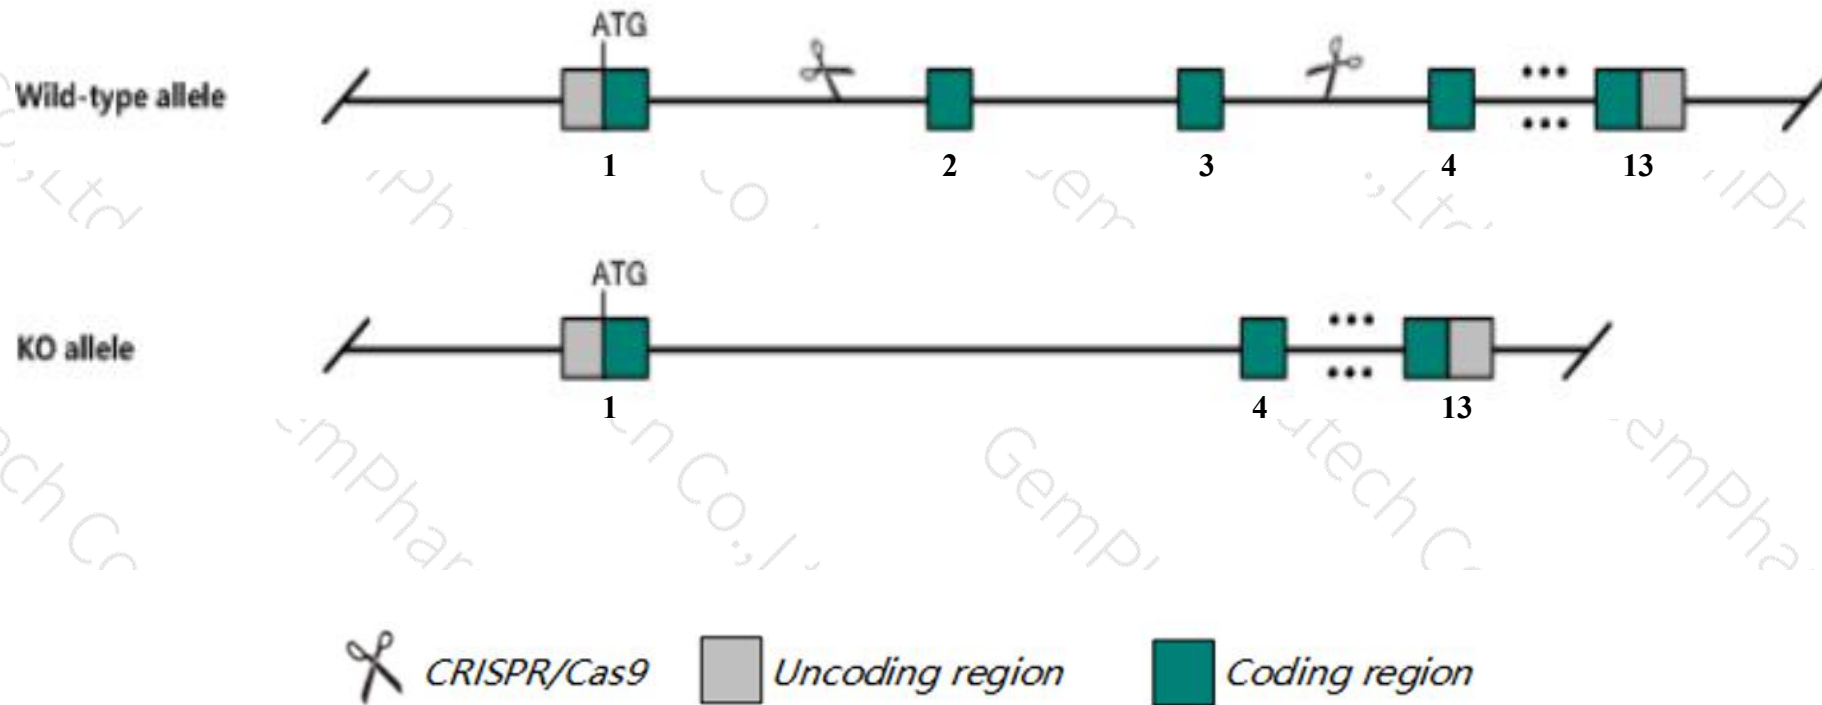 ATG
Wild-type allele
1 2 3 4 13
ATG
KO allele
1 4 13
CRISPR/Cas9 Uncoding region Coding region
GemPh